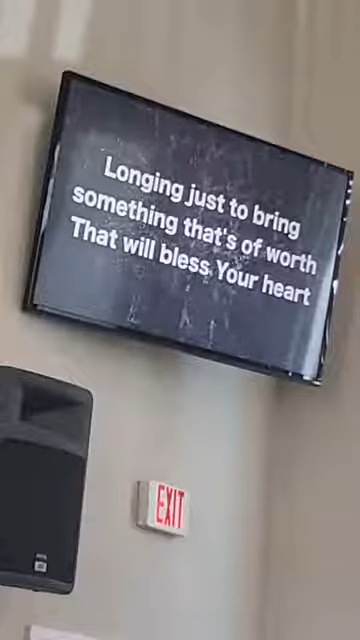 Longing just to bring
something that's of worth
That will bless Your heart
EXIT